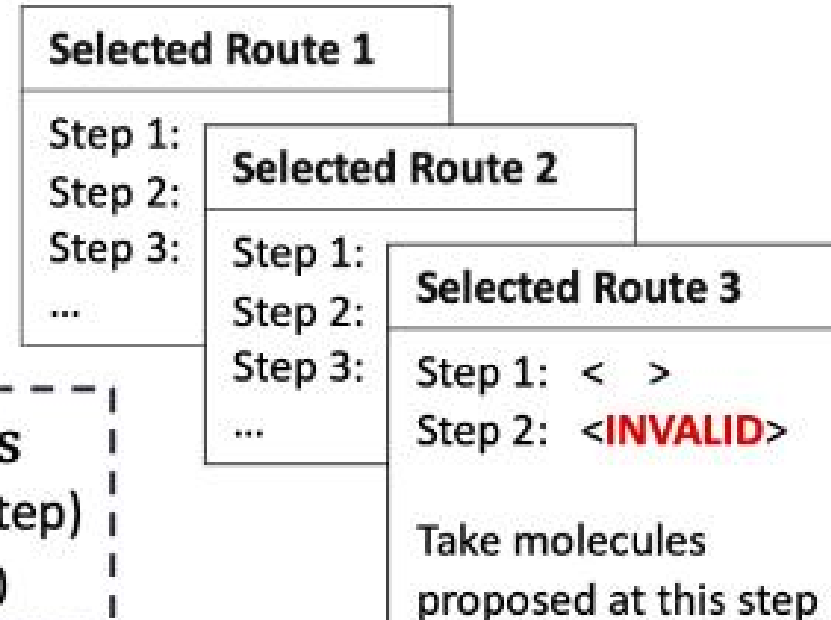 Selected Route 1
Step 1:
Step 2:
Step 3:
...
Selected Route 2
Step 1:
Step 2:
Step 3:
...
Selected Route 3
Step 1: < >
Step 2: <INVALID>
Take molecules
proposed at this step
s
tep)
)